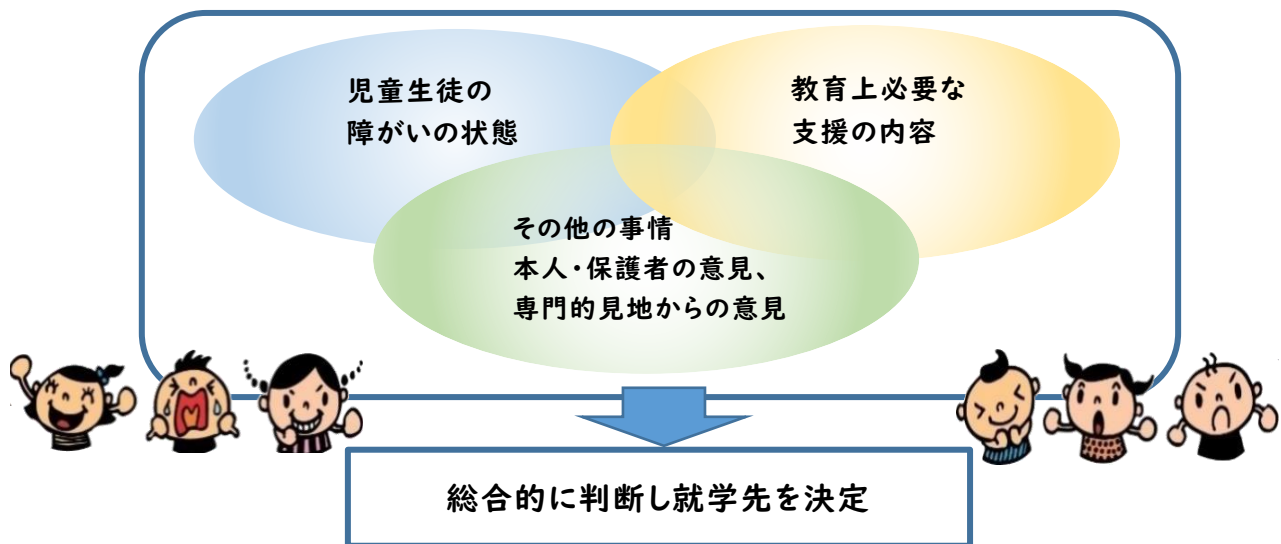 児童生徒の
障がいの状態
教育上必要な
支援の内容
その他の事情
本人・保護者の意見、
専門的見地からの意見
総合的に判断し就学先を決定